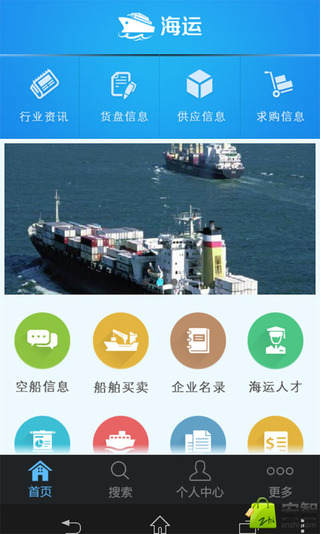 海运
行业资讯 货盘信息 供应信息 求购信息
空船信息 船舶买卖 企业名录 海运人才
首页 搜索 个人中心 更多
安智